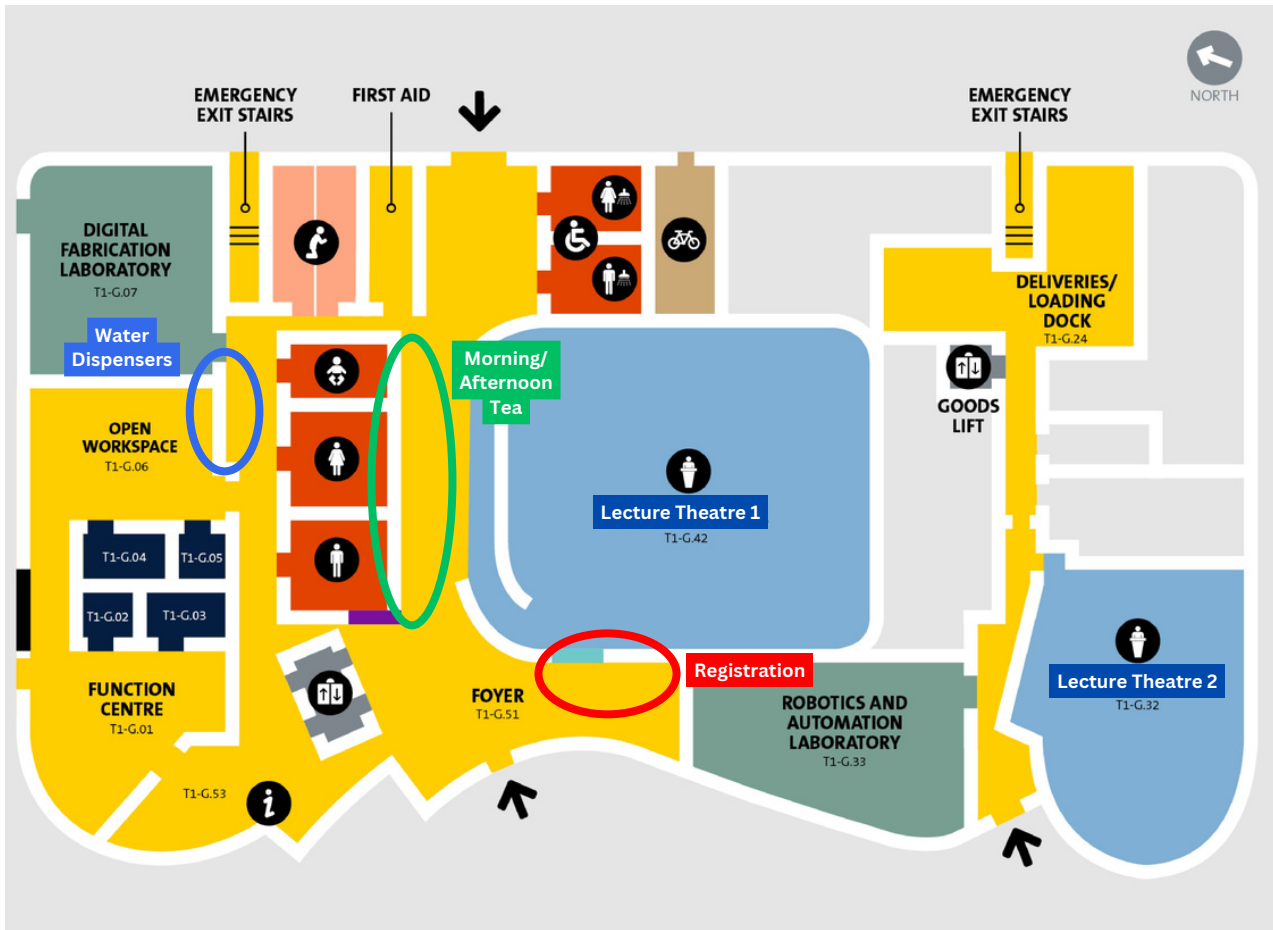 NORTH
EMERGENCY
EXIT STAIRS
FIRST AID
EMERGENCY
EXIT STAIRS
DIGITAL
FABRICATION
LABORATORY
T1-G.07
DELIVERIES/
LOADING
DOCK
T1-G.24
Water
Dispensers
Morning/
Afternoon
Tea
GOODS
LIFT
OPEN
WORKSPACE
T1-G.06
Lecture Theatre 1
T1-G.42
T1-G.04
T1-G.05
T1-G.02
T1-G.03
Registration
Lecture Theatre 2
T1-G.32
FUNCTION
CENTRE
T1-G.01
FOYER
T1-G.51
ROBOTICS AND
AUTOMATION
LABORATORY
T1-G.33
T1-G.53
i